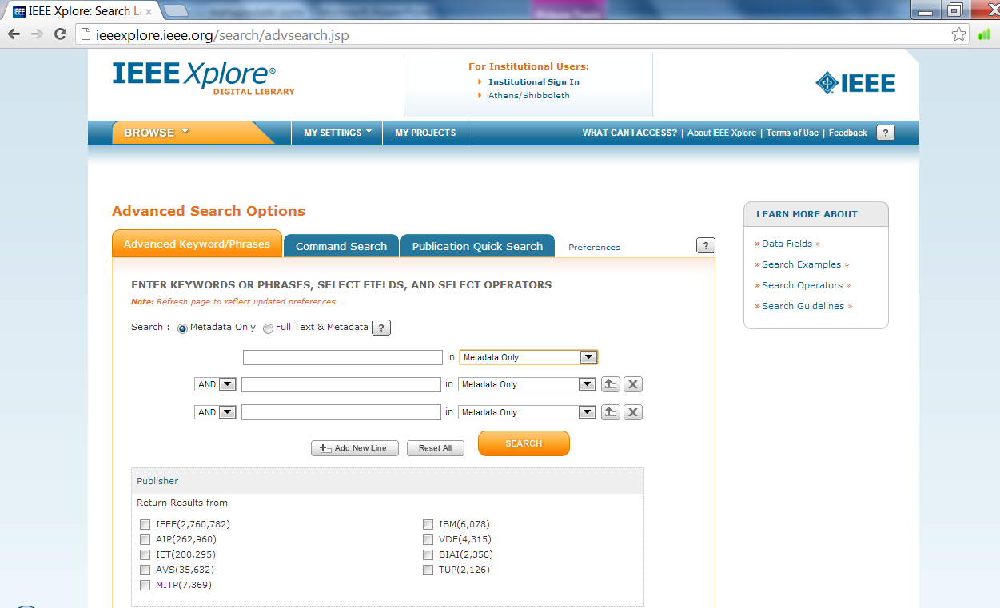 IEEE Xplore: Search La
ieeexplore.ieee.org/search/advsearch.jsp
IEEE Xplore®
DIGITAL LIBRARY
For Institutional Users:
Institutional Sign In
Athens/Shibboleth
IEEE
BROWSE MY SETTINGS MY PROJECTS WHAT CAN I ACCESS? | About IEEE Xplore | Terms of Use | Feedback ?
Advanced Search Options
Advanced Keyword/Phrases Command Search Publication Quick Search Preferences ?
ENTER KEYWORDS OR PHRASES, SELECT FIELDS, AND SELECT OPERATORS
Note: Refresh page to reflect updated preferences.
Search : Metadata Only Full Text & Metadata ?
in Metadata Only
AND in Metadata Only
AND in Metadata Only
Add New Line Reset All SEARCH
Publisher
Return Results from
IEEE(2,760,782)
AIP(262,960)
IET(200,295)
AVS(35,632)
MITP(7,369)
IBM(6,078)
VDE(4,315)
BIAI(2,358)
TUP(2,126)
LEARN MORE ABOUT
» Data Fields »
» Search Examples »
» Search Operators »
» Search Guidelines »